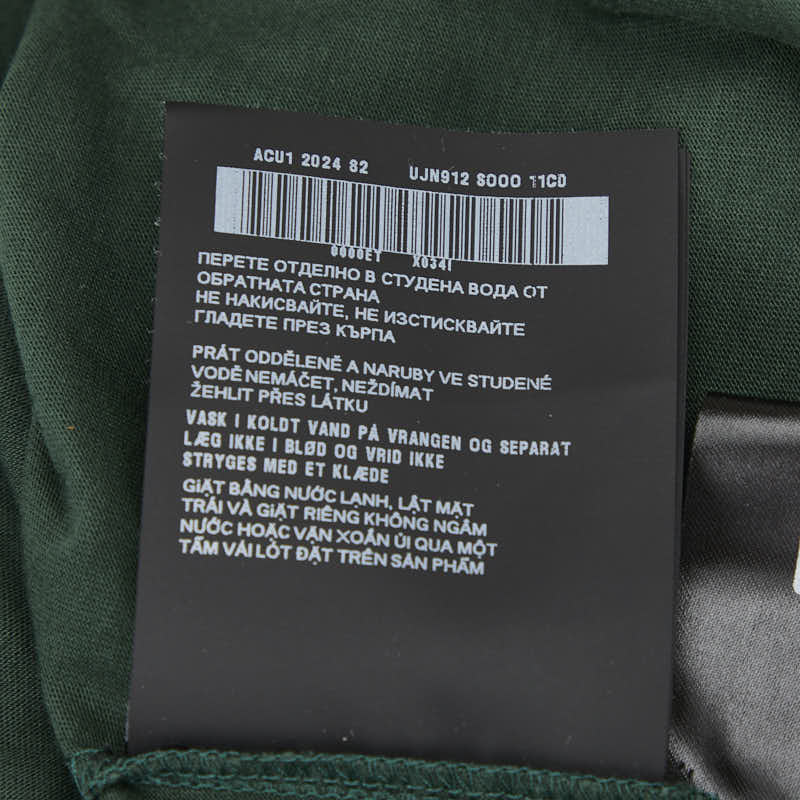 ACU1 2024 82 UJN912 S000 11CD
0000ET X034I
ПЕРЕТЕ ОТДЕЛНО В СТУДЕНА ВОДА ОТ
ОБРАТНАТА СТРАНА
НЕ НАКИСВАЙТЕ, НЕ ИЗСТИСКВАЙТЕ
ГЛАДЕТЕ ПРЕЗ КЪРПА
PRÁT ODDĚLENĚ A NARUBY VE STUDENÉ
VODĚ NEMÁČET, NEŽDÍMAT
ŽEHLIT PŘES LÁTKU
VASK I KOLDT VAND PÅ VRANGEN OG SEPARAT
LÆG IKKE I BLØD OG VRID IKKE
STRYGES MED ET KLÆDE
GIẶT BẰNG NƯỚC LẠNH, LẬT MẶT
TRÁI VÀ GIẶT RIÊNG KHÔNG NGÂM
NƯỚC HOẶC VẶN XOẮN ỦI QUA MỘT
TẤM VẢI LÓT ĐẶT TRÊN SẢN PHẨM